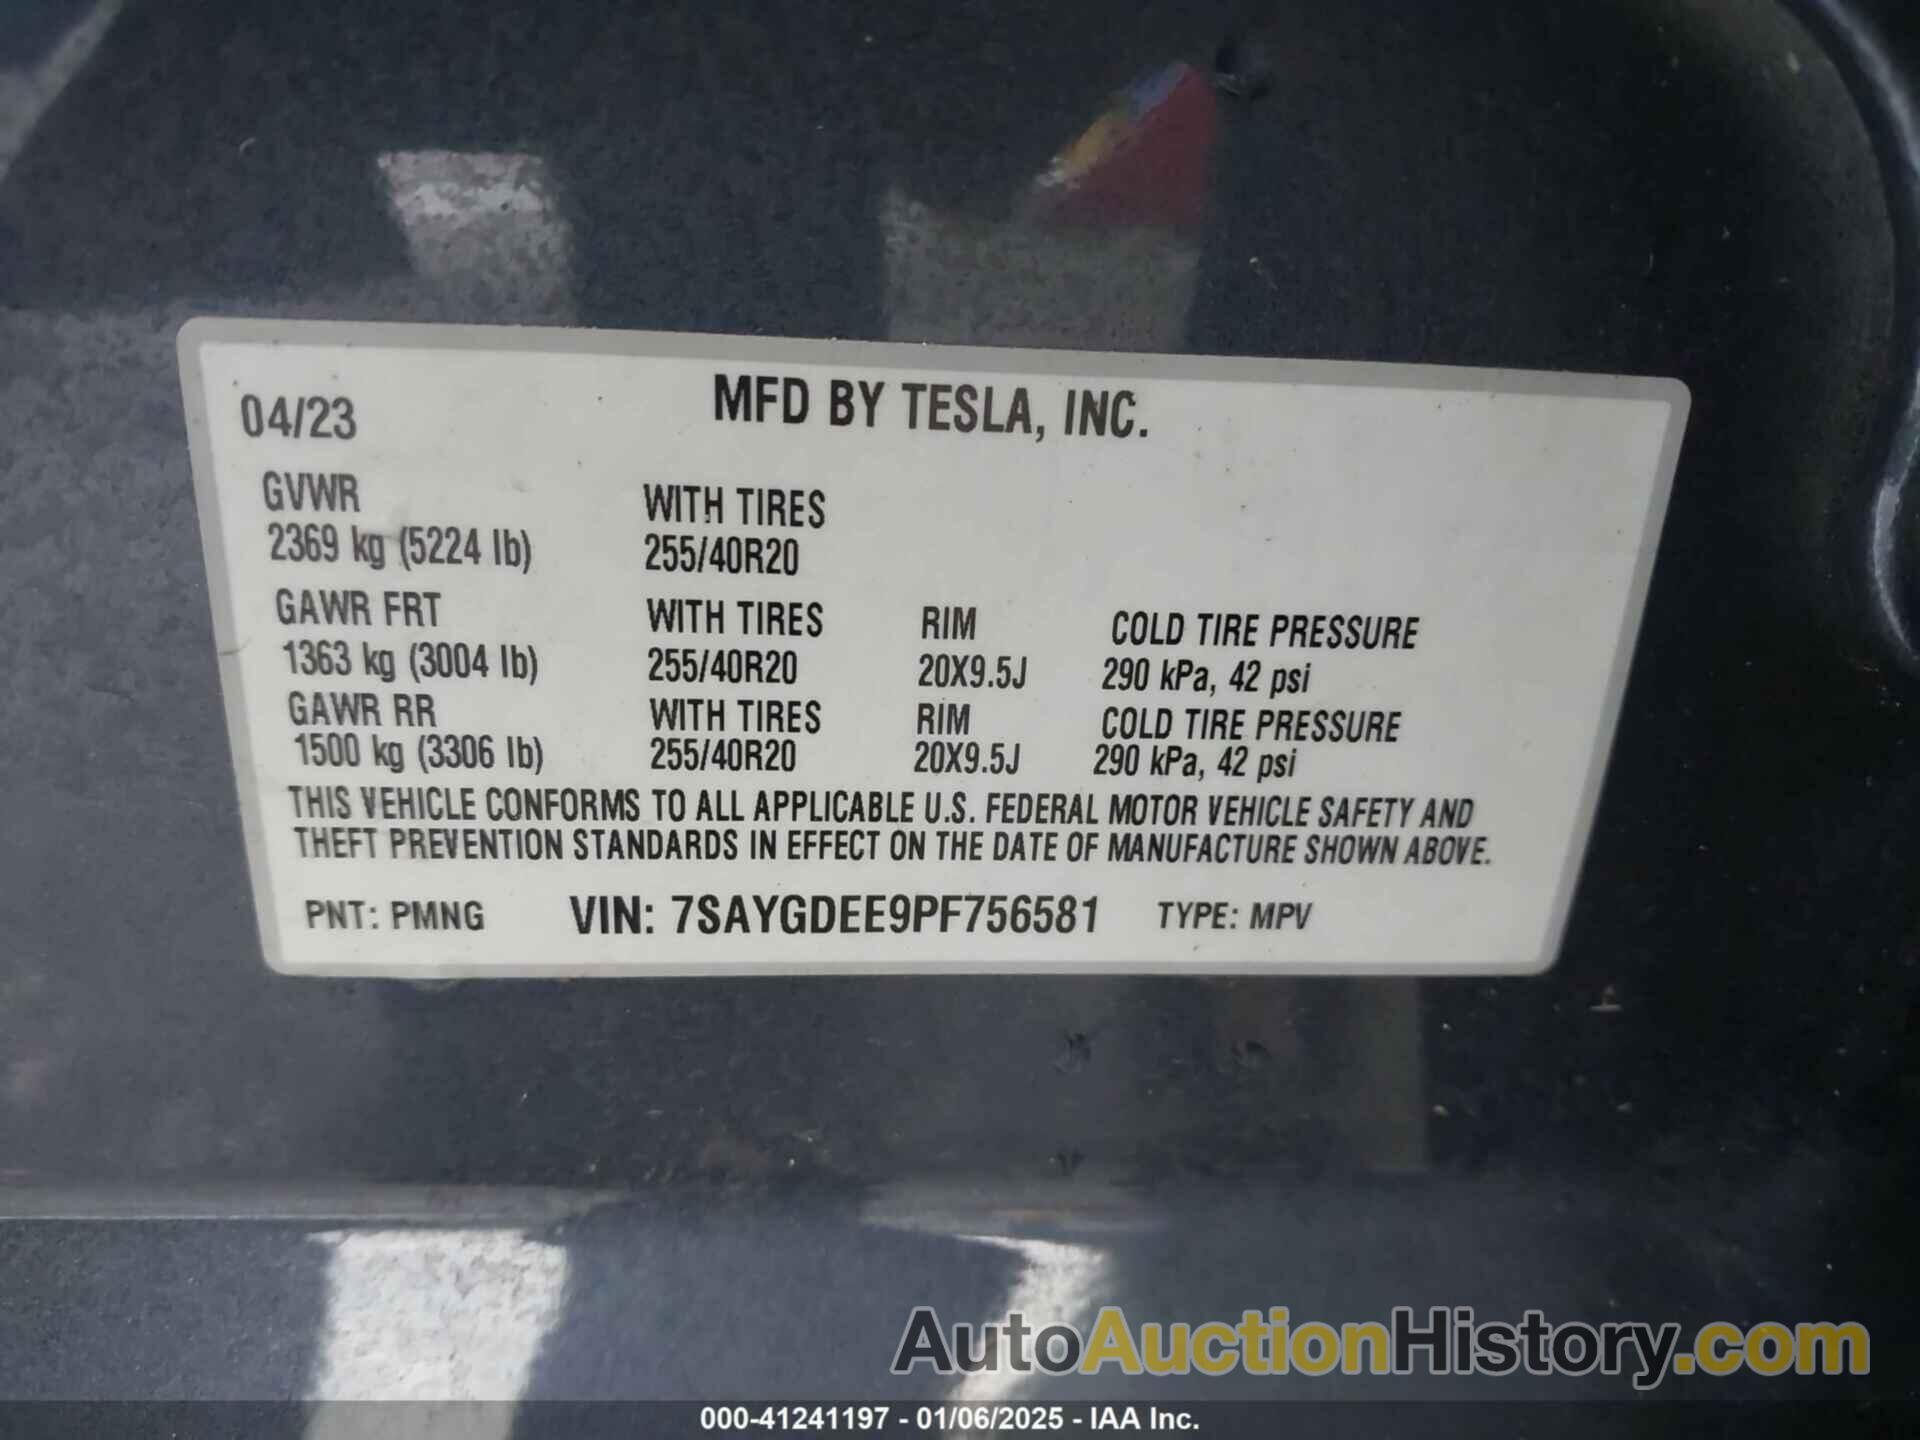 04/23 MFD BY TESLA, INC.
GVWR WITH TIRES
2369 kg (5224 lb) 255/40R20
GAWR FRT WITH TIRES RIM COLD TIRE PRESSURE
1363 kg (3004 lb) 255/40R20 20X9.5J 290 kPa, 42 psi
GAWR RR WITH TIRES RIM COLD TIRE PRESSURE
1500 kg (3306 lb) 255/40R20 20X9.5J 290 kPa, 42 psi
THIS VEHICLE CONFORMS TO ALL APPLICABLE U.S. FEDERAL MOTOR VEHICLE SAFETY AND
THEFT PREVENTION STANDARDS IN EFFECT ON THE DATE OF MANUFACTURE SHOWN ABOVE.
PNT: PMNG VIN: 7SAYGDEE9PF756581 TYPE: MPV
AutoAuctionHistory.com
000-41241197 - 01/06/2025 - IAA Inc.